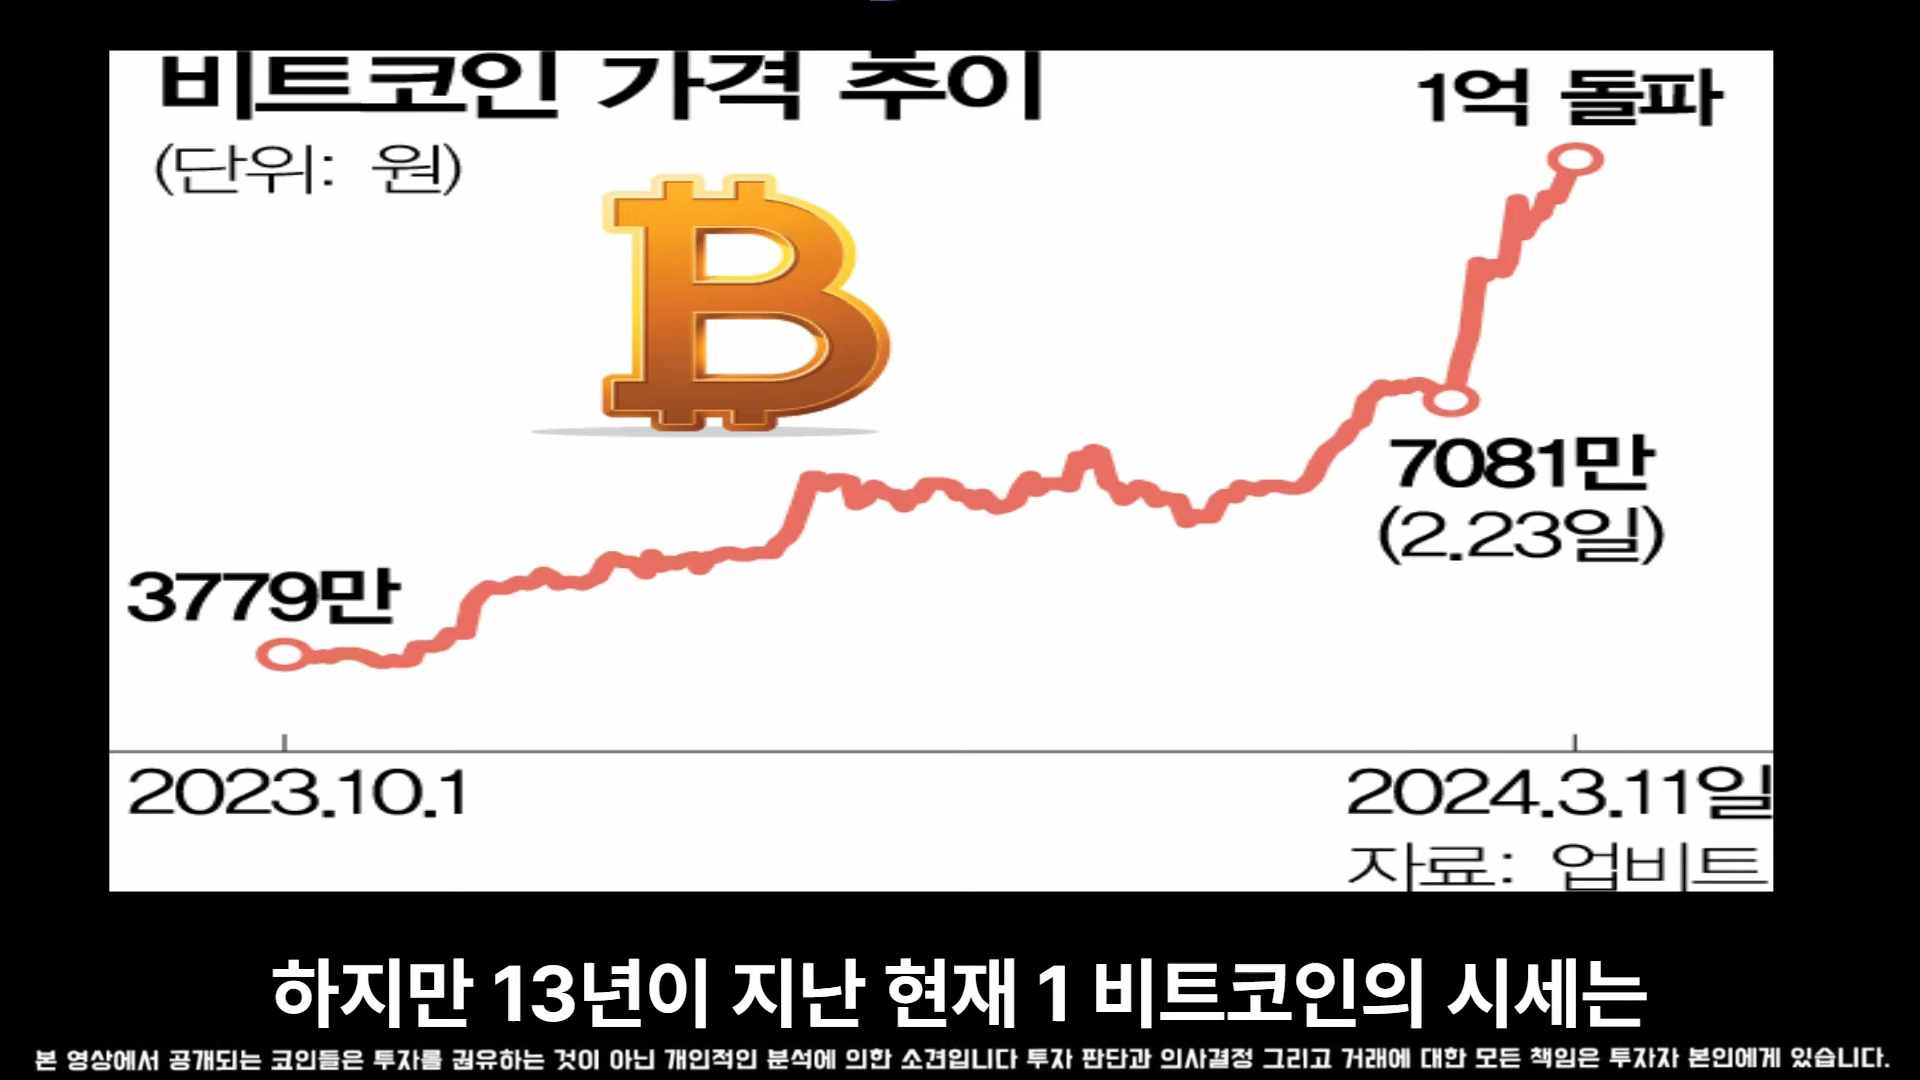 비트코인 가격 추이
1억 돌파
(단위: 원)
7081만
(2.23일)
3779만
2023.10.1
2024.3.11일
자료: 업비트
하지만 13년이 지난 현재 1 비트코인의 시세는
본 영상에서 공개되는 코인들은 투자를 권유하는 것이 아닌 개인적인 분석에 의한 소견입니다 투자 판단과 의사결정 그리고 거래에 대한 모든 책임은 투자자 본인에게 있습니다.